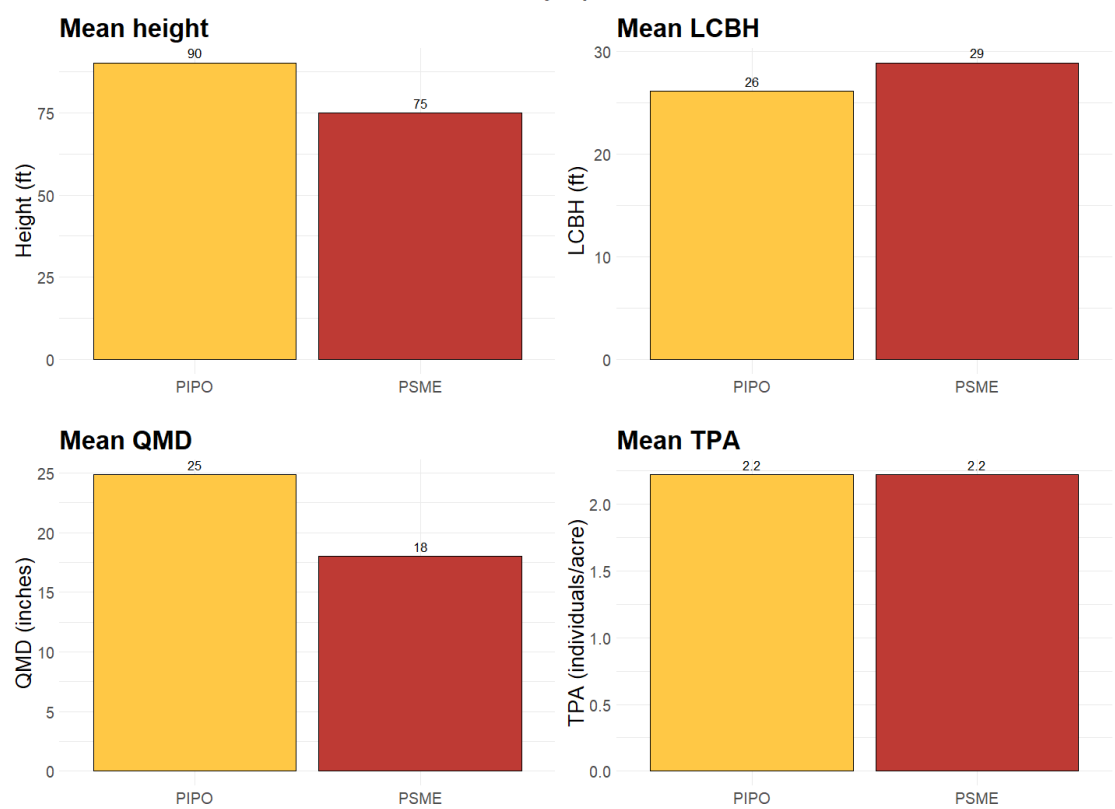 Mean height
90
75
75
50
25
0
Height (ft)
PIPO
PSME
Mean LCBH
26
29
30
20
10
0
LCBH (ft)
PIPO
PSME
Mean QMD
25
18
25
20
15
10
5
0
QMD (inches)
PIPO
PSME
Mean TPA
2.2
2.2
2.0
1.5
1.0
0.5
0.0
TPA (individuals/acre)
PIPO
PSME